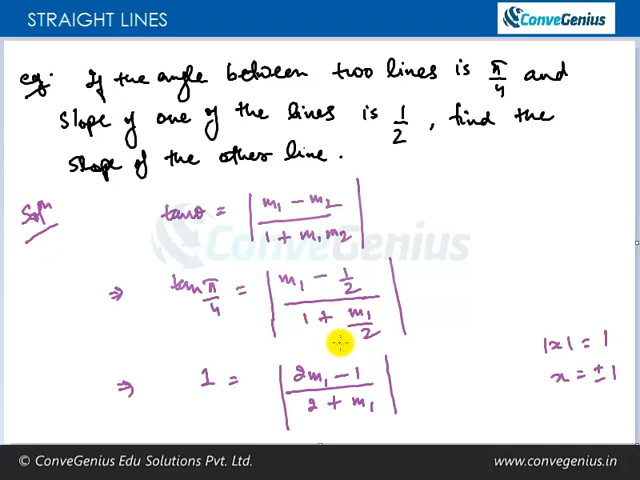 STRAIGHT LINES
ConveGenius
eg: If the angle between two lines is π/4 and
slope of one of the lines is 1/2, find the
slope of the other line.
Solⁿ tanθ = | (m₁ − m₂) / (1 + m₁m₂) |
⇒ tan π/4 = | (m₁ − 1/2) / (1 + m₁/2) |
|x| = 1
x = ±1
⇒ 1 = | (2m₁ − 1) / (2 + m₁) |
ConveGenius
© ConveGenius Edu Solutions Pvt. Ltd. www.convegenius.in